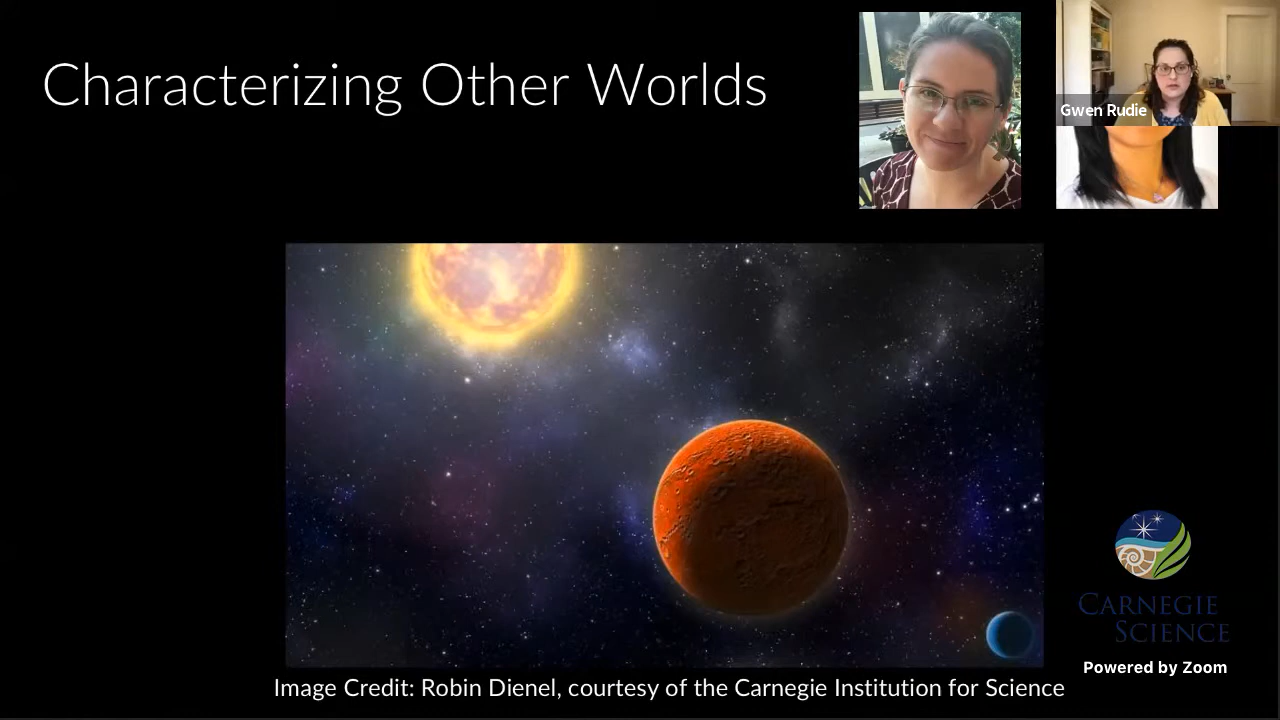 Characterizing Other Worlds
Gwen Rudie
CARNEGIE
SCIENCE
Powered by Zoom
Image Credit: Robin Dienel, courtesy of the Carnegie Institution for Science